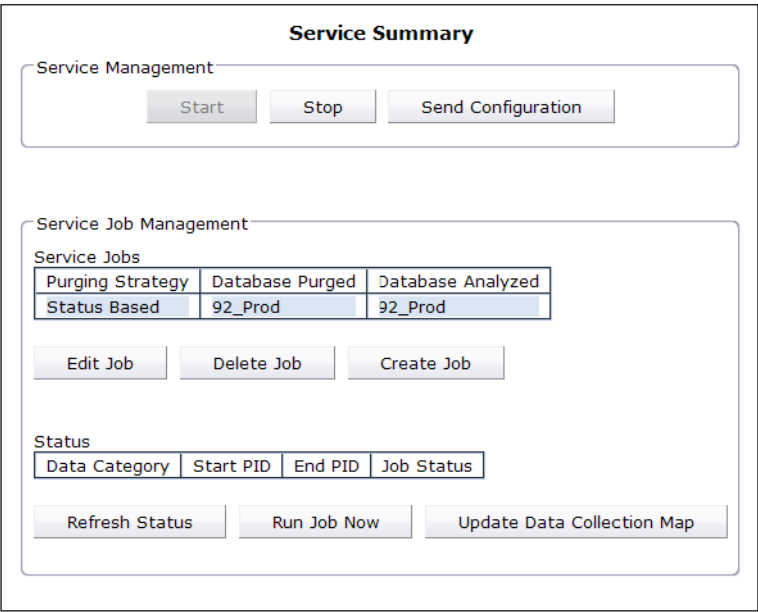 Service Summary
Service Management
Start Stop Send Configuration
Service Job Management
Service Jobs
Purging Strategy Database Purged Database Analyzed
Status Based 92_Prod 92_Prod
Edit Job Delete Job Create Job
Status
Data Category Start PID End PID Job Status
Refresh Status Run Job Now Update Data Collection Map